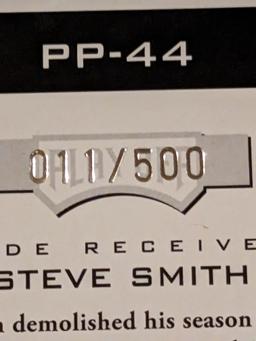 PP-44
011/500
DE RECEIVE
STEVE SMITH
demolished his season